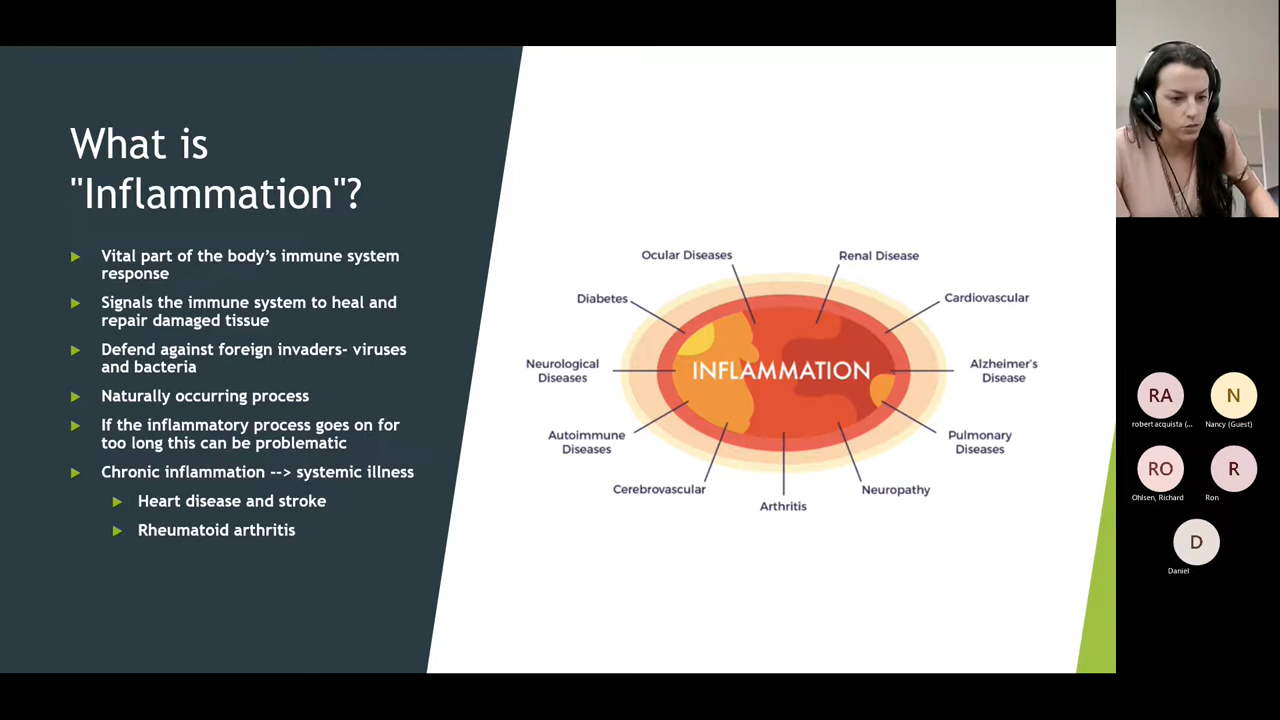 What is
"Inflammation"?
Vital part of the body's immune system
response
Signals the immune system to heal and
repair damaged tissue
Defend against foreign invaders- viruses
and bacteria
Naturally occurring process
If the inflammatory process goes on for
too long this can be problematic
Chronic inflammation --> systemic illness
Heart disease and stroke
Rheumatoid arthritis
Ocular Diseases
Renal Disease
Diabetes
Cardiovascular
Neurological
Diseases
INFLAMMATION
Alzheimer's
Disease
Autoimmune
Diseases
Pulmonary
Diseases
Cerebrovascular
Neuropathy
Arthritis
RA
N
robert acquista (...
Nancy (Guest)
RO
R
Ohlsen, Richard
Ron
D
Daniel